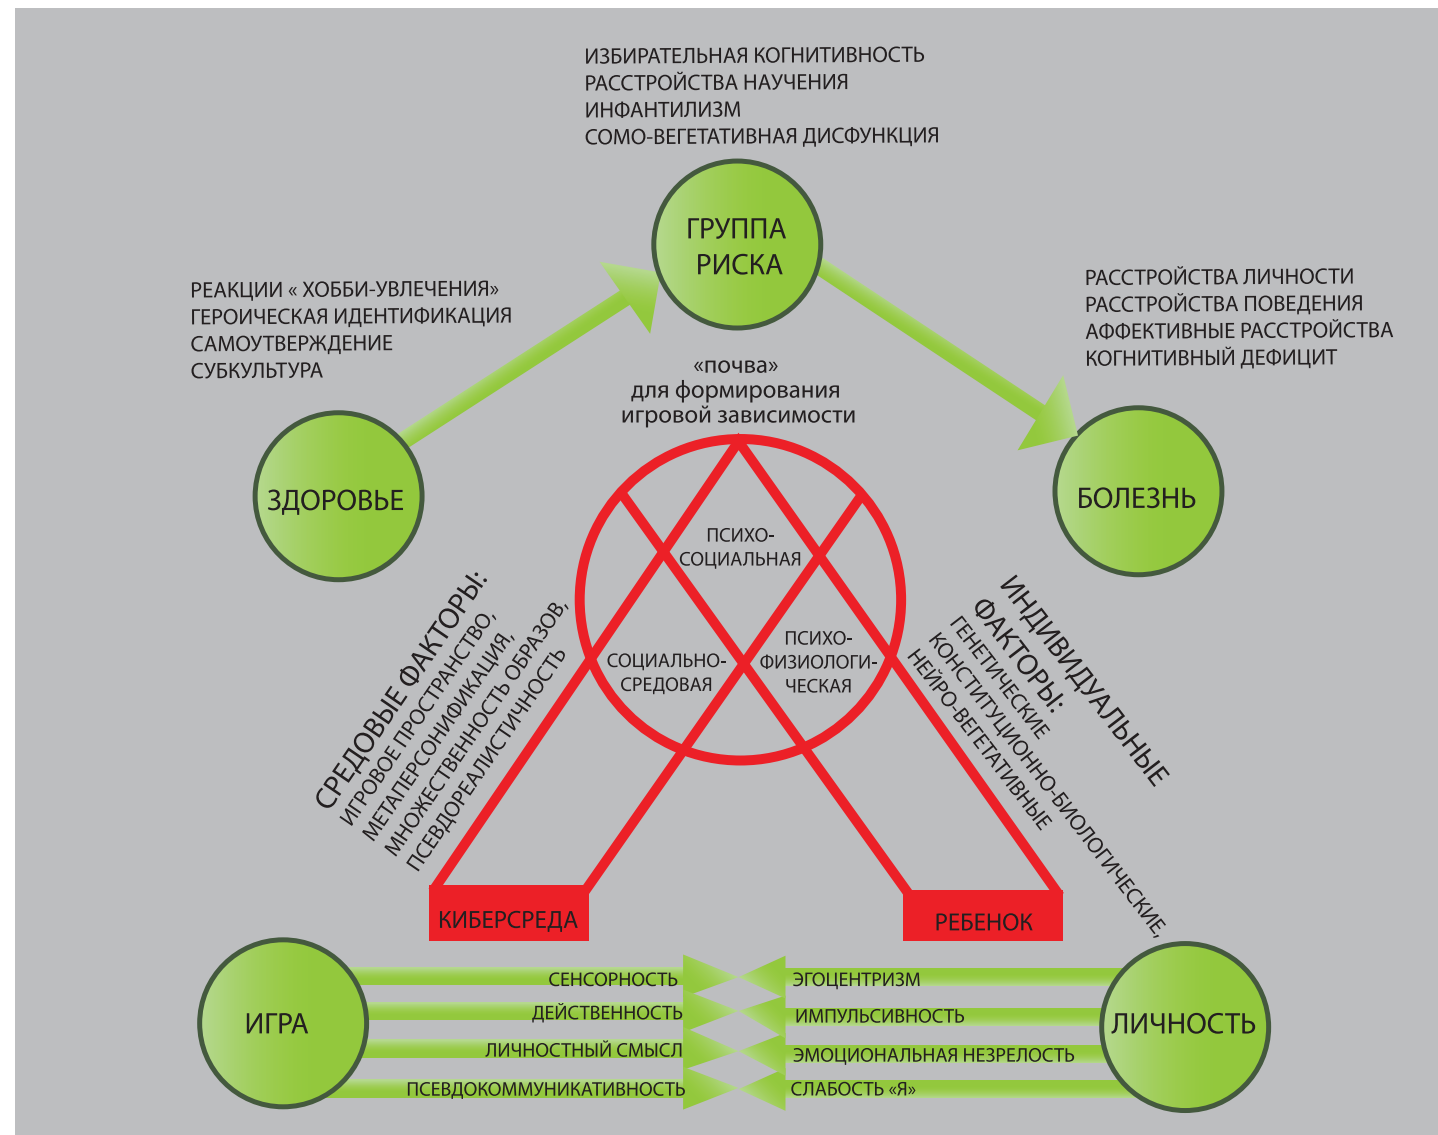 ИЗБИРАТЕЛЬНАЯ КОГНИТИВНОСТЬ
РАССТРОЙСТВА НАУЧЕНИЯ
ИНФАНТИЛИЗМ
СОМО-ВЕГЕТАТИВНАЯ ДИСФУНКЦИЯ
ГРУППА
РИСКА
РЕАКЦИИ « ХОББИ-УВЛЕЧЕНИЯ»
ГЕРОИЧЕСКАЯ ИДЕНТИФИКАЦИЯ
САМОУТВЕРЖДЕНИЕ
СУБКУЛЬТУРА
РАССТРОЙСТВА ЛИЧНОСТИ
РАССТРОЙСТВА ПОВЕДЕНИЯ
АФФЕКТИВНЫЕ РАССТРОЙСТВА
КОГНИТИВНЫЙ ДЕФИЦИТ
«почва»
для формирования
игровой зависимости
ЗДОРОВЬЕ
БОЛЕЗНЬ
ПСИХО-
СОЦИАЛЬНАЯ
СОЦИАЛЬНО-
СРЕДОВАЯ
ПСИХО-
ФИЗИОЛОГИ-
ЧЕСКАЯ
СРЕДОВЫЕ ФАКТОРЫ:
ИГРОВОЕ ПРОСТРАНСТВО,
МЕТАПЕРСОНИФИКАЦИЯ,
МНОЖЕСТВЕННОСТЬ ОБРАЗОВ,
ПСЕВДОРЕАЛИСТИЧНОСТЬ
ИНДИВИДУАЛЬНЫЕ
ФАКТОРЫ:
ГЕНЕТИЧЕСКИЕ
КОНСТИТУЦИОННО-БИОЛОГИЧЕСКИЕ,
НЕЙРО-ВЕГЕТАТИВНЫЕ
КИБЕРСРЕДА
РЕБЕНОК
ИГРА
СЕНСОРНОСТЬ
ДЕЙСТВЕННОСТЬ
ЛИЧНОСТНЫЙ СМЫСЛ
ПСЕВДОКОММУНИКАТИВНОСТЬ
ЭГОЦЕНТРИЗМ
ИМПУЛЬСИВНОСТЬ
ЭМОЦИОНАЛЬНАЯ НЕЗРЕЛОСТЬ
СЛАБОСТЬ «Я»
ЛИЧНОСТЬ